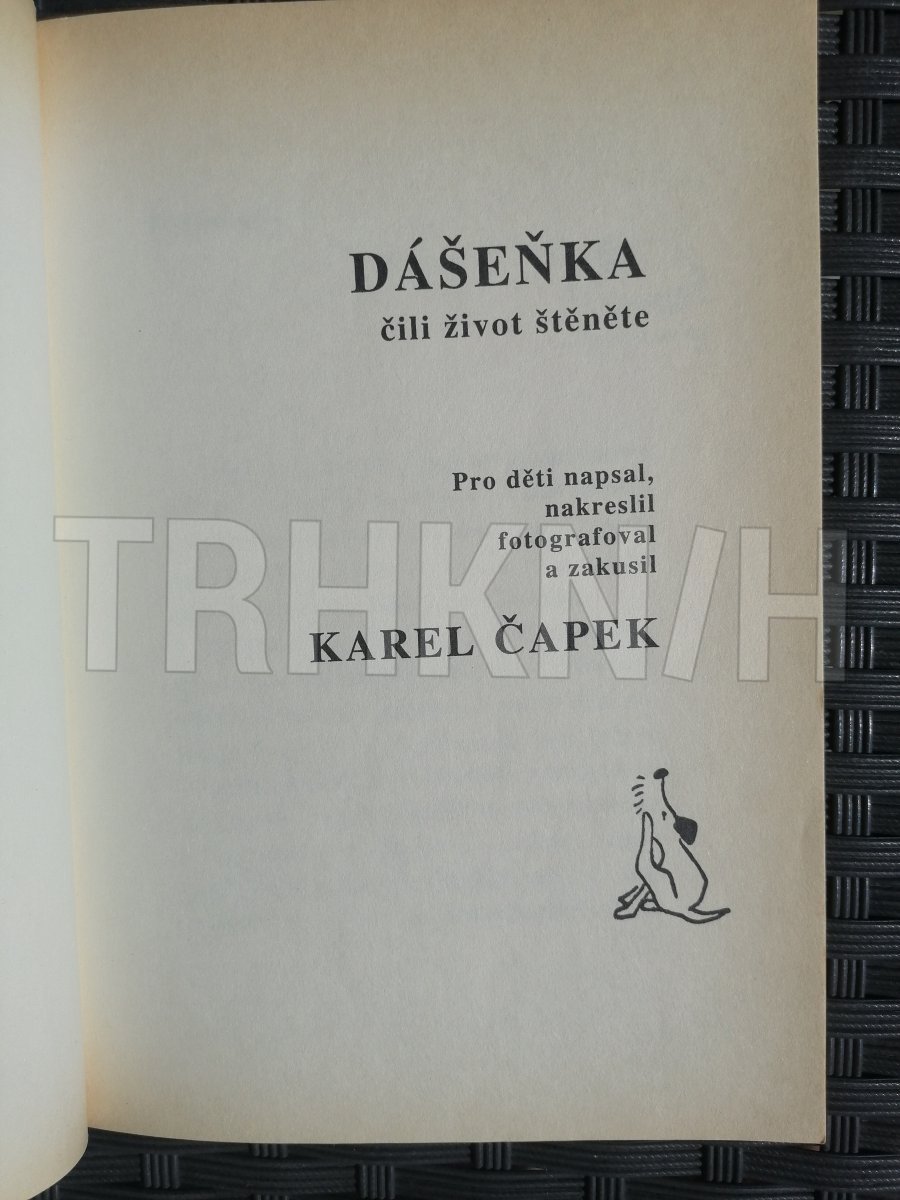 DÁŠEŇKA
čili život štěněte
Pro děti napsal,
nakreslil
fotografoval
a zakusil
KAREL ČAPEK
TRHKNIH